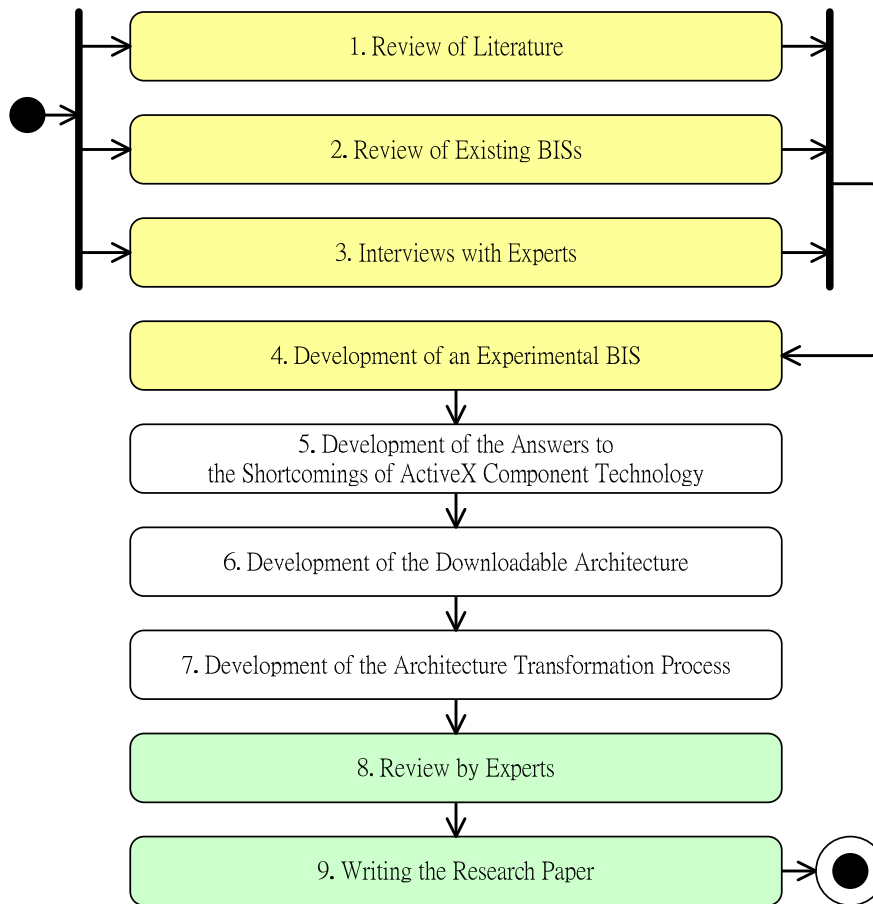 1. Review of Literature
2. Review of Existing BISs
3. Interviews with Experts
4. Development of an Experimental BIS
5. Development of the Answers to
the Shortcomings of ActiveX Component Technology
6. Development of the Downloadable Architecture
7. Development of the Architecture Transformation Process
8. Review by Experts
9. Writing the Research Paper